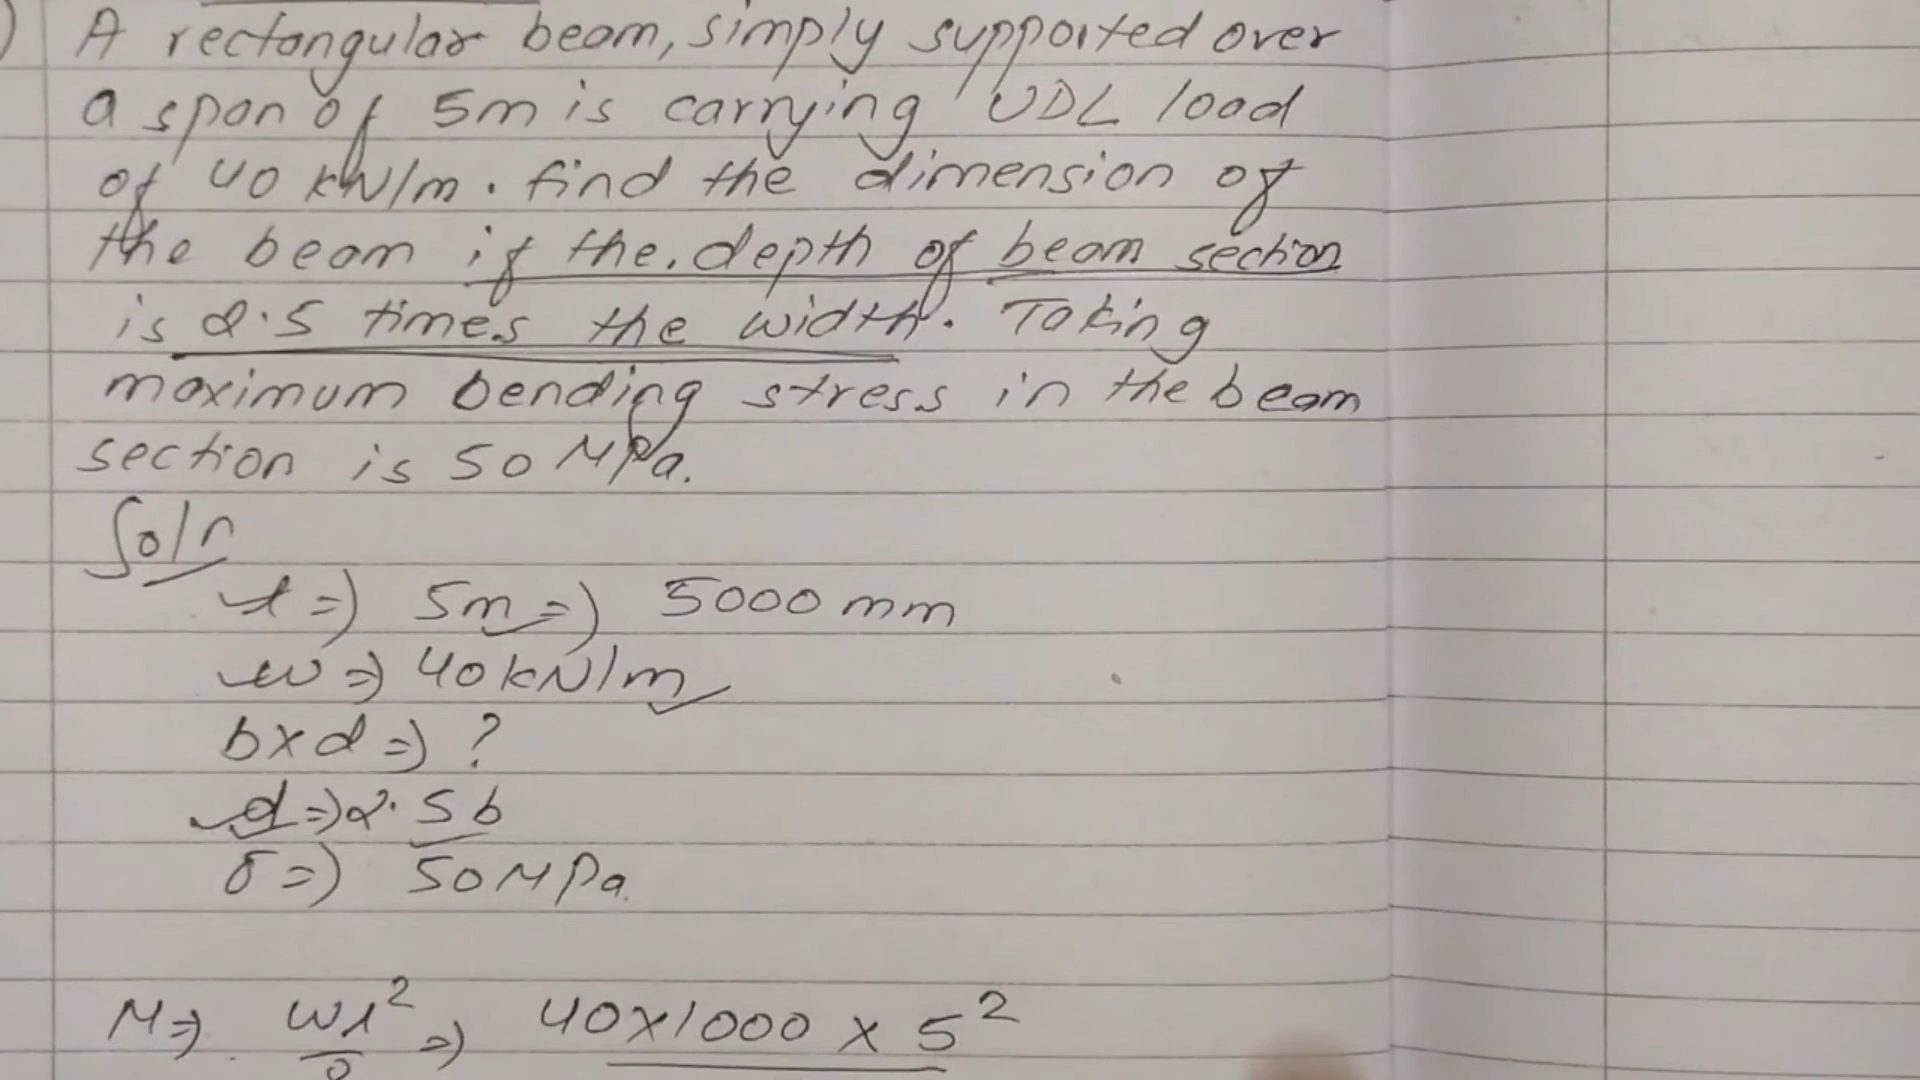 ) A rectangular beam, simply supported over
a span of 5m is carrying UDL load
of 40 kN/m. find the dimension of
the beam if the.depth of beam section
is 2.5 times the width. Taking
maximum bending stress in the beam
section is 50 MPa.
Soln
l => 5m => 5000 mm
w => 40 kN/m
b×d => ?
d => 2.5b
σ => 50 MPa.
M => wl² => 40×1000 × 5²
8